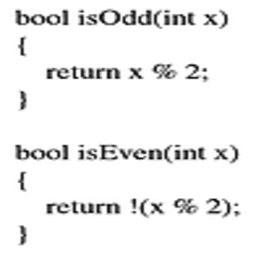 bool isOdd(int x)
{
    return x % 2;
}

bool isEven(int x)
{
    return !(x % 2);
}